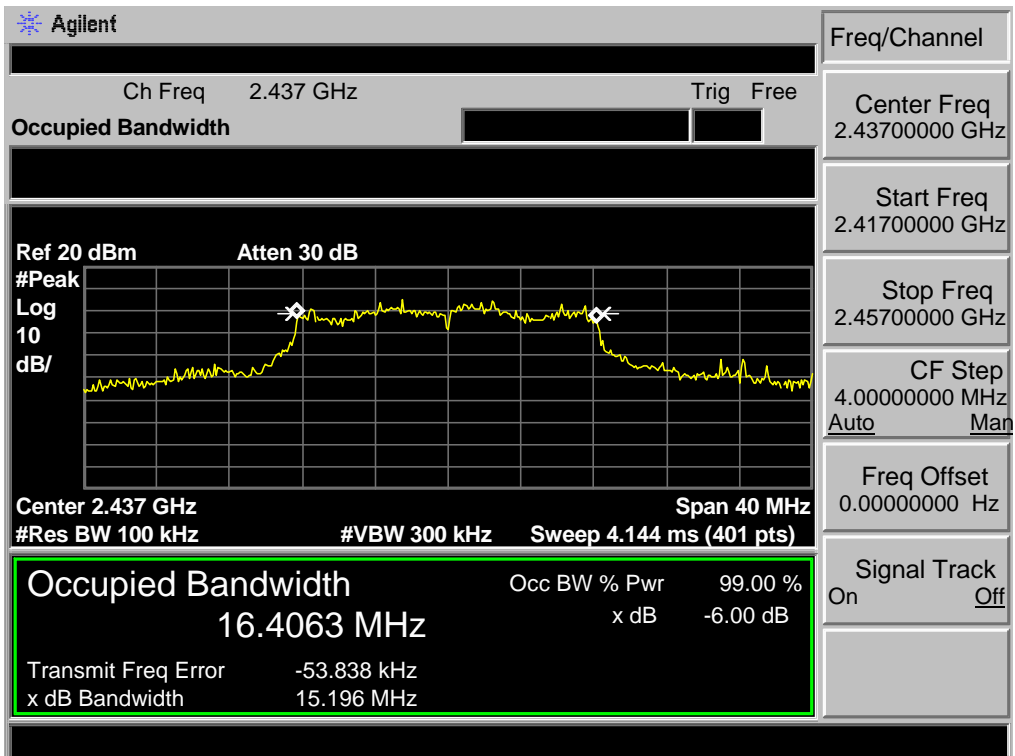 Agilent
Freq/Channel
Ch Freq 2.437 GHz Trig Free
Occupied Bandwidth
Center Freq
2.43700000 GHz
Start Freq
2.41700000 GHz
Ref 20 dBm Atten 30 dB
#Peak
Log
10
dB/
Stop Freq
2.45700000 GHz
CF Step
4.00000000 MHz
Auto Man
Freq Offset
0.00000000 Hz
Center 2.437 GHz Span 40 MHz
#Res BW 100 kHz #VBW 300 kHz Sweep 4.144 ms (401 pts)
Signal Track
On Off
Occupied Bandwidth Occ BW % Pwr 99.00 %
16.4063 MHz x dB -6.00 dB
Transmit Freq Error -53.838 kHz
x dB Bandwidth 15.196 MHz